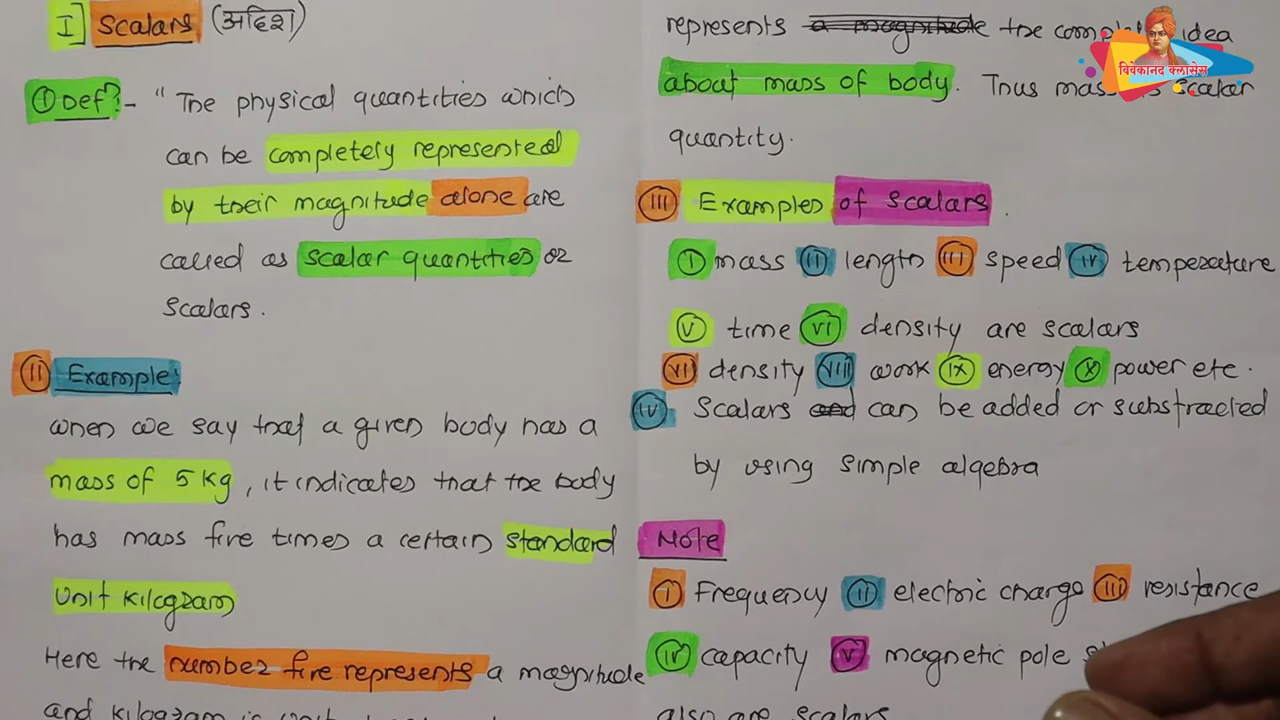 I] Scalars (अदिश)
① Def?- " The physical quantities which
can be completely represented
by their magnitude alone are
called as scalar quantities or
Scalars.
II Example:
when we say that a given body has a
mass of 5 kg, it indicates that the body
has mass five times a certain standard
Unit kilogram
Here the number five represents a magnitude
and kilogram is unit
represents a magnitude the idea
about mass of body. Thus mass is scalar
quantity.
III Examples of Scalars.
i mass ii length iii speed iv temperature
v time vi density are scalars
vi density viii work ix energy x power etc.
iv Scalars and can be added or substracted
by using simple algebra
Note
i Frequency ii electric charge iii resistance
iv capacity v magnetic pole
also are scalars
विवेकानंद क्लासेस